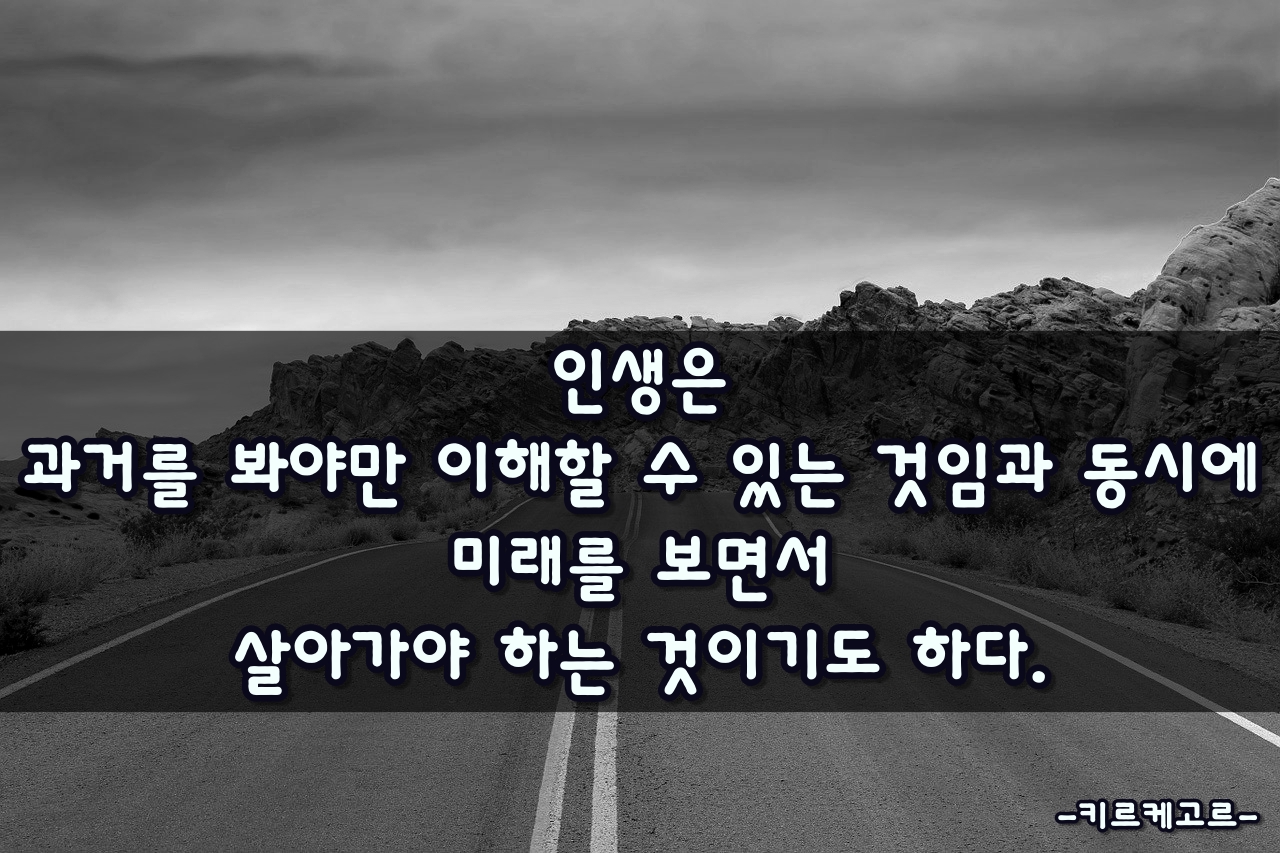 인생은
과거를 봐야만 이해할 수 있는 것임과 동시에
미래를 보면서
살아가야 하는 것이기도 하다.
-키르케고르-